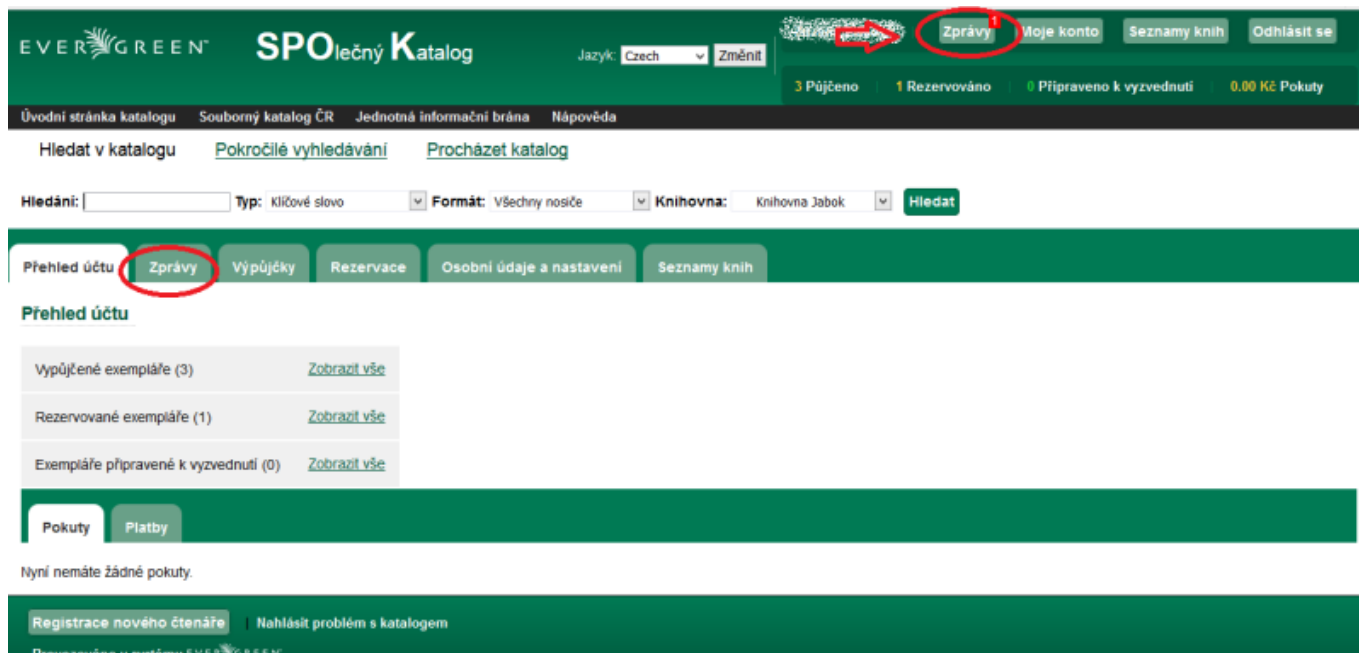 EVERGREEN SPOlečný Katalog Jazyk: Czech Změnit Zprávy 1 Moje konto Seznamy knih Odhlásit se
3 Půjčeno 1 Rezervováno 0 Připraveno k vyzvednutí 0.00 Kč Pokuty
Úvodní stránka katalogu Souborný katalog ČR Jednotná informační brána Nápověda
Hledat v katalogu Pokročilé vyhledávání Procházet katalog
Hledání: Typ: Klíčové slovo Formát: Všechny nosiče Knihovna: Knihovna Jabok Hledat
Přehled účtu Zprávy Výpůjčky Rezervace Osobní údaje a nastavení Seznamy knih
Přehled účtu
Vypůjčené exempláře (3) Zobrazit vše
Rezervované exempláře (1) Zobrazit vše
Exempláře připravené k vyzvednutí (0) Zobrazit vše
Pokuty Platby
Nyní nemáte žádné pokuty.
Registrace nového čtenáře | Nahlásit problém s katalogem
Provozováno v systému EVERGREEN